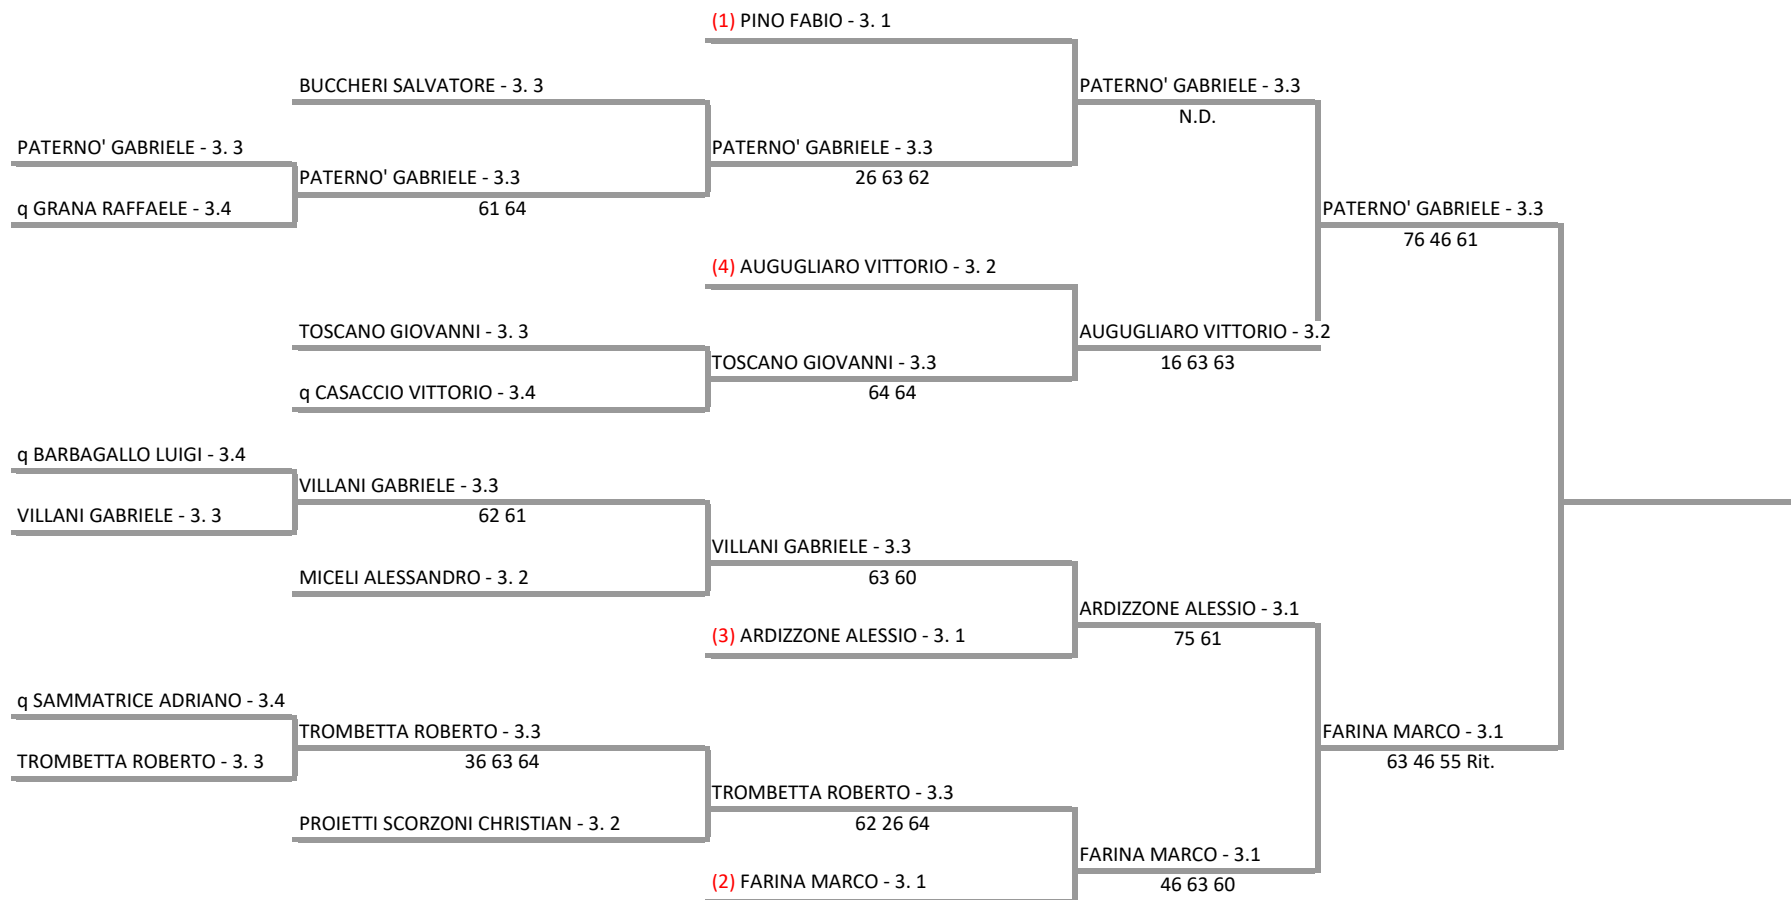 (1) PINO FABIO - 3. 1
BUCCHERI SALVATORE - 3. 3
PATERNO' GABRIELE - 3.3
N.D.
PATERNO' GABRIELE - 3. 3
PATERNO' GABRIELE - 3.3
26 63 62
PATERNO' GABRIELE - 3.3
q GRANA RAFFAELE - 3.4
61 64
PATERNO' GABRIELE - 3.3
76 46 61
(4) AUGUGLIARO VITTORIO - 3. 2
TOSCANO GIOVANNI - 3. 3
AUGUGLIARO VITTORIO - 3.2
TOSCANO GIOVANNI - 3.3
16 63 63
q CASACCIO VITTORIO - 3.4
64 64
q BARBAGALLO LUIGI - 3.4
VILLANI GABRIELE - 3.3
VILLANI GABRIELE - 3. 3
62 61
VILLANI GABRIELE - 3.3
MICELI ALESSANDRO - 3. 2
63 60
ARDIZZONE ALESSIO - 3.1
(3) ARDIZZONE ALESSIO - 3. 1
75 61
q SAMMATRICE ADRIANO - 3.4
TROMBETTA ROBERTO - 3.3
FARINA MARCO - 3.1
TROMBETTA ROBERTO - 3. 3
36 63 64
63 46 55 Rit.
TROMBETTA ROBERTO - 3.3
PROIETTI SCORZONI CHRISTIAN - 3. 2
62 26 64
FARINA MARCO - 3.1
(2) FARINA MARCO - 3. 1
46 63 60